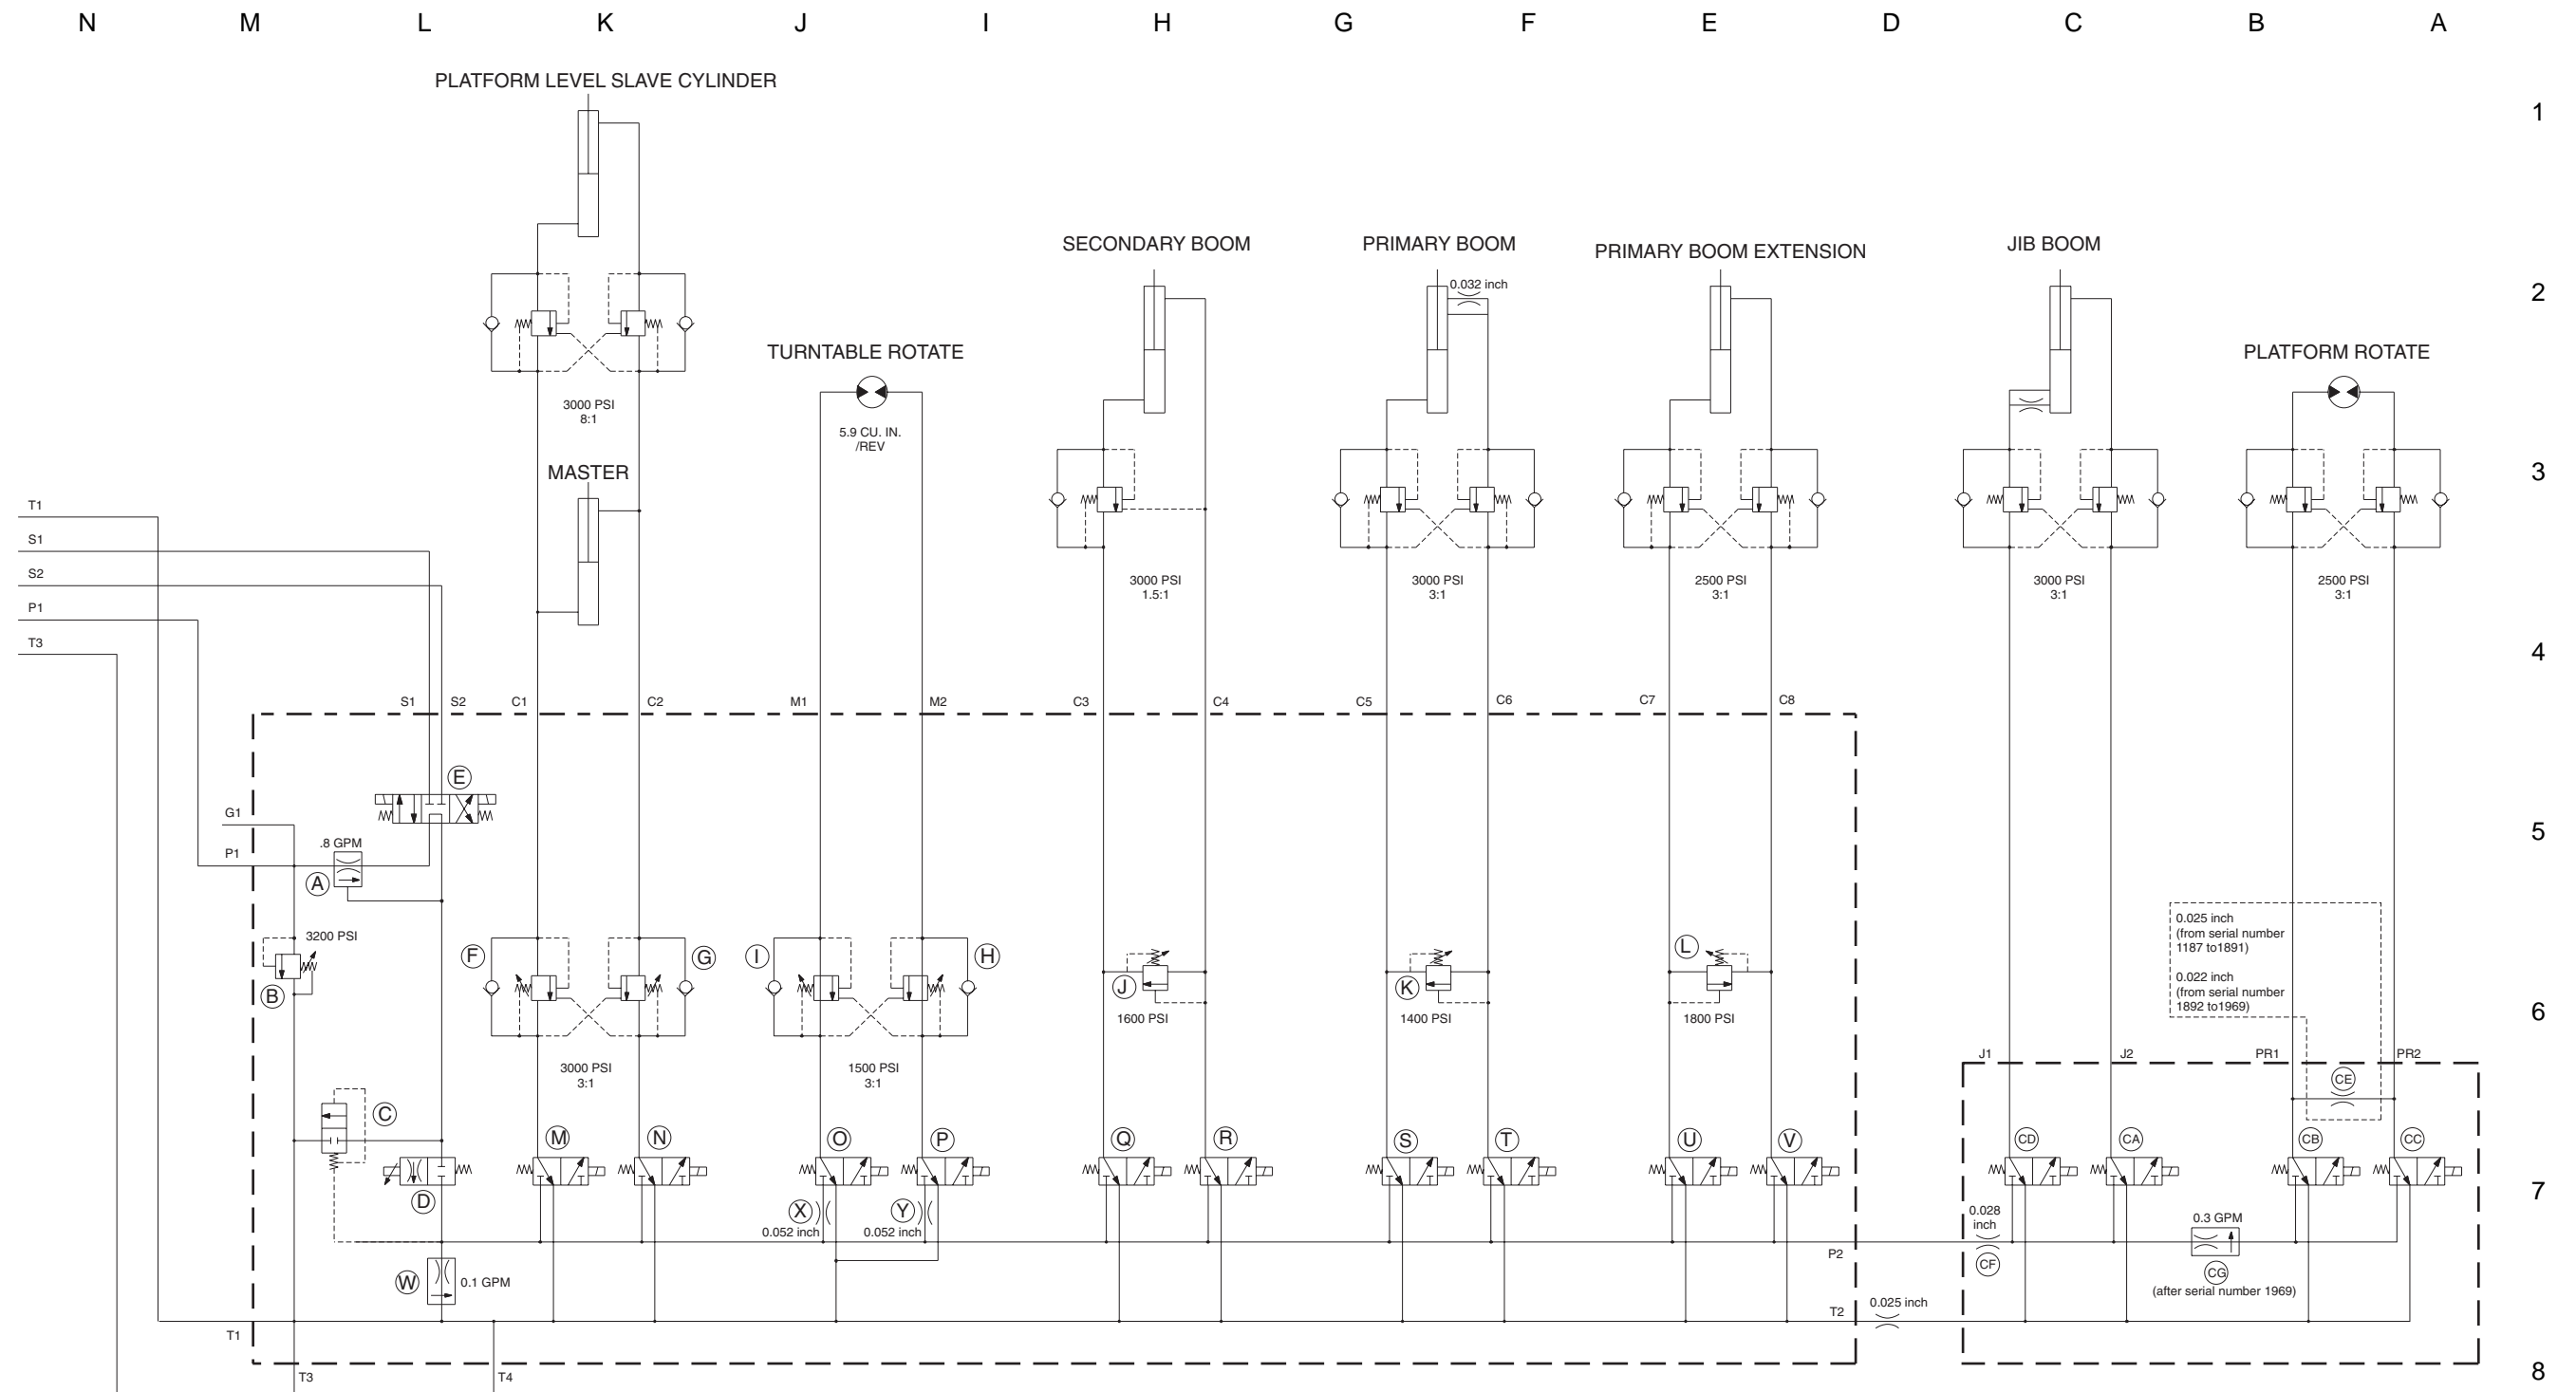 N M L K J I H G F E D C B A
PLATFORM LEVEL SLAVE CYLINDER
1
SECONDARY BOOM
PRIMARY BOOM
PRIMARY BOOM EXTENSION
JIB BOOM
0.032 inch
2
TURNTABLE ROTATE
PLATFORM ROTATE
3000 PSI
8:1
5.9 CU. IN.
/REV
MASTER
3
T1
S1
S2
P1
T3
3000 PSI
1.5:1
3000 PSI
3:1
2500 PSI
3:1
3000 PSI
3:1
2500 PSI
3:1
4
S1 S2 C1 C2 M1 M2 C3 C4 C5 C6 C7 C8
E
G1
.8 GPM
5
P1
A
0.025 inch
(from serial number
1187 to1891)
0.022 inch
(from serial number
1892 to1969)
3200 PSI
B
F G I H
L
J K
1600 PSI
1400 PSI
1800 PSI
6
3000 PSI
3:1
1500 PSI
3:1
J1 J2 PR1 PR2
CE
C
M N O P Q R S T U V
CD CA CB CC
D
X Y
0.052 inch
0.052 inch
7
0.028
inch
0.3 GPM
P2
CF
CG
(after serial number 1969)
W
0.1 GPM
T2
0.025 inch
T1
T3
T4
8